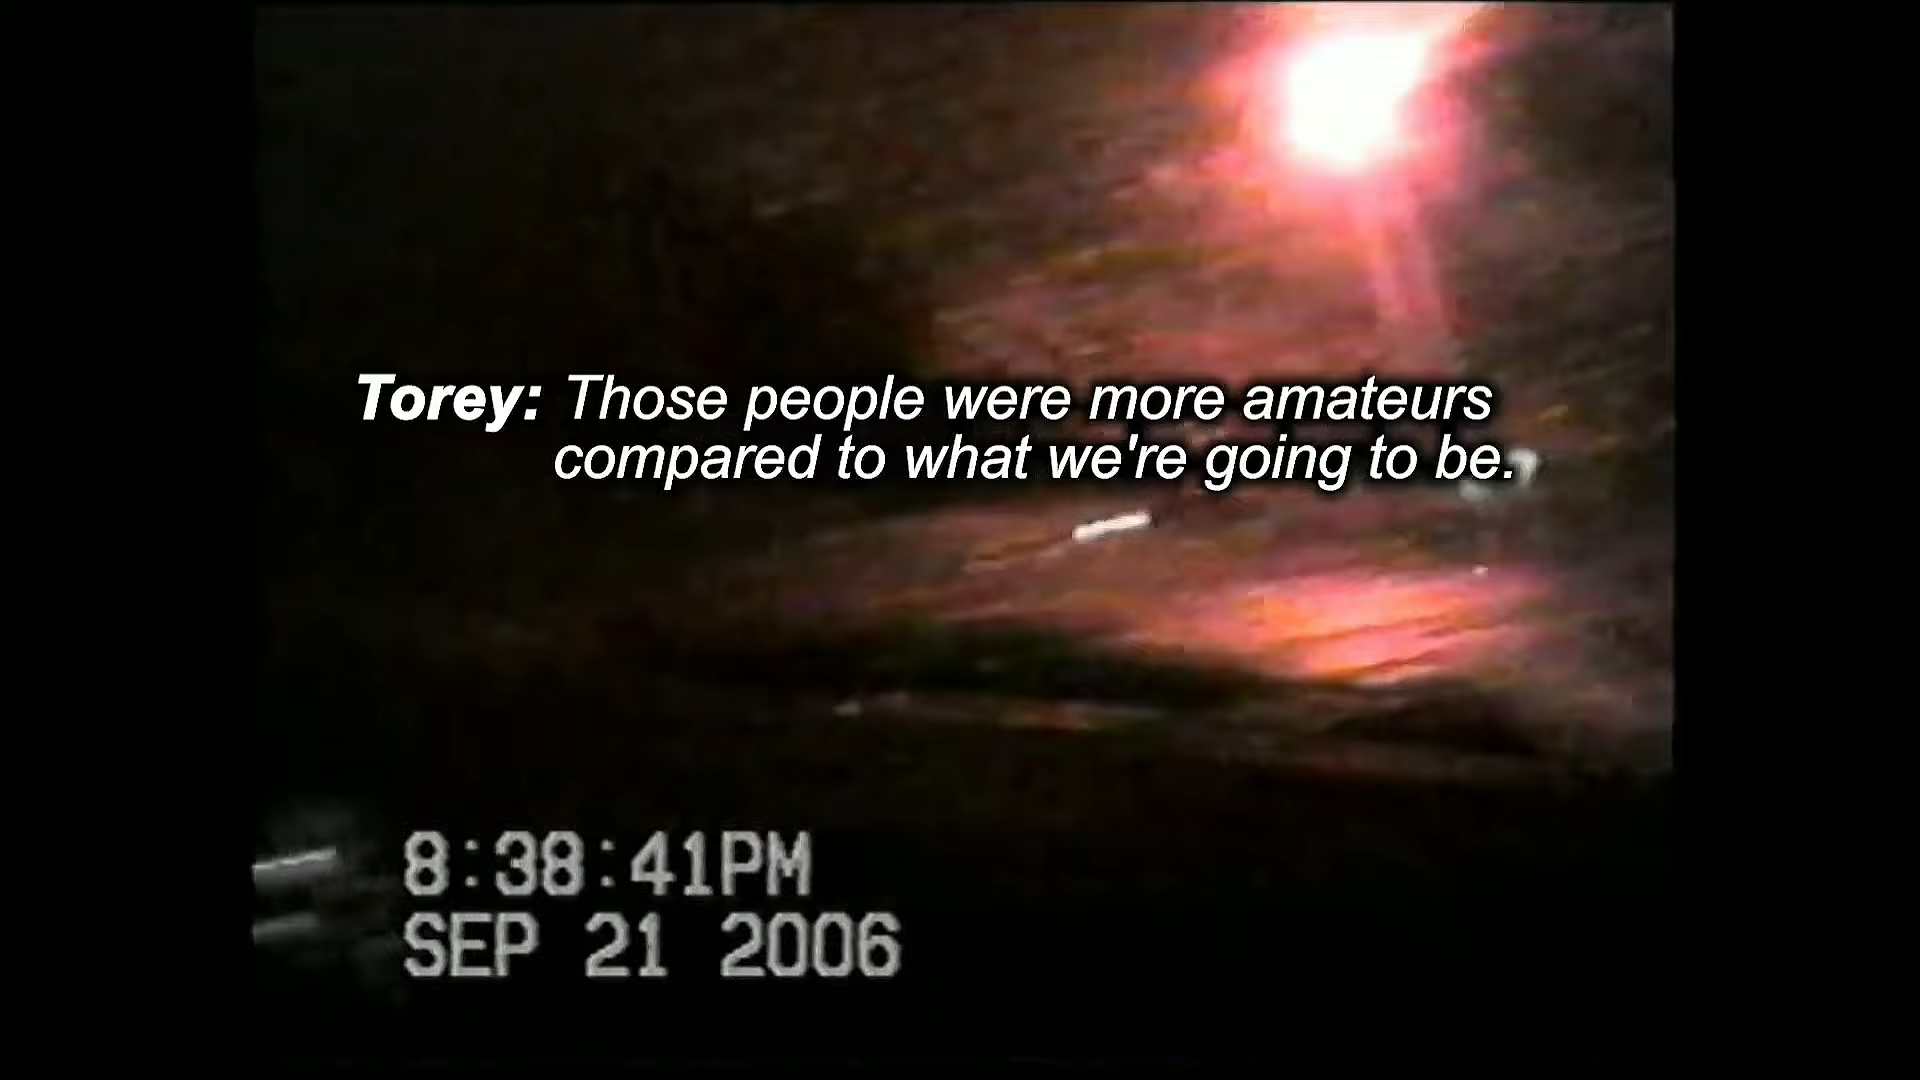 Torey: Those people were more amateurs
compared to what we're going to be.
8:38:41PM
SEP 21 2006